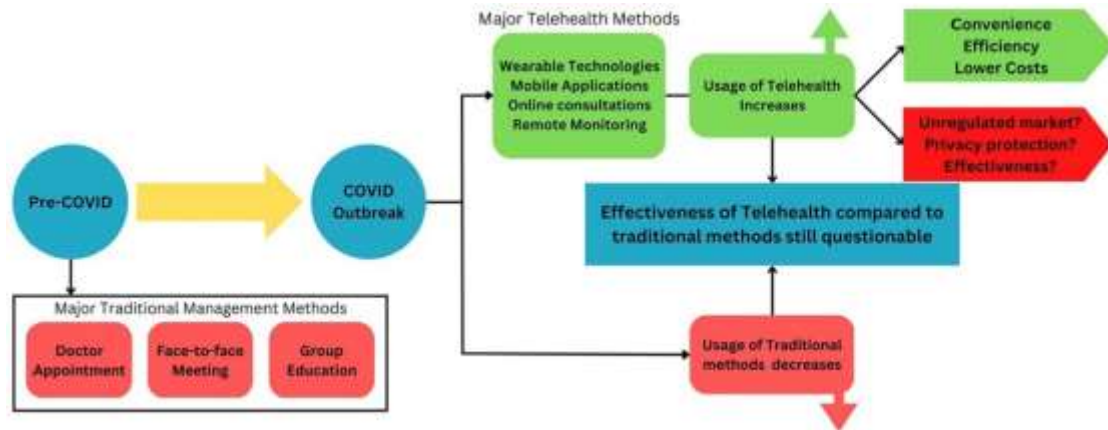 Major Telehealth Methods
Wearable Technologies
Mobile Applications
Online consultations
Remote Monitoring
Usage of Telehealth
Increases
Convenience
Efficiency
Lower Costs
Unregulated market?
Privacy protection?
Effectiveness?
Pre-COVID
COVID
Outbreak
Effectiveness of Telehealth compared to
traditional methods still questionable
Major Traditional Management Methods
Doctor
Appointment
Face-to-face
Meeting
Group
Education
Usage of Traditional
methods decreases